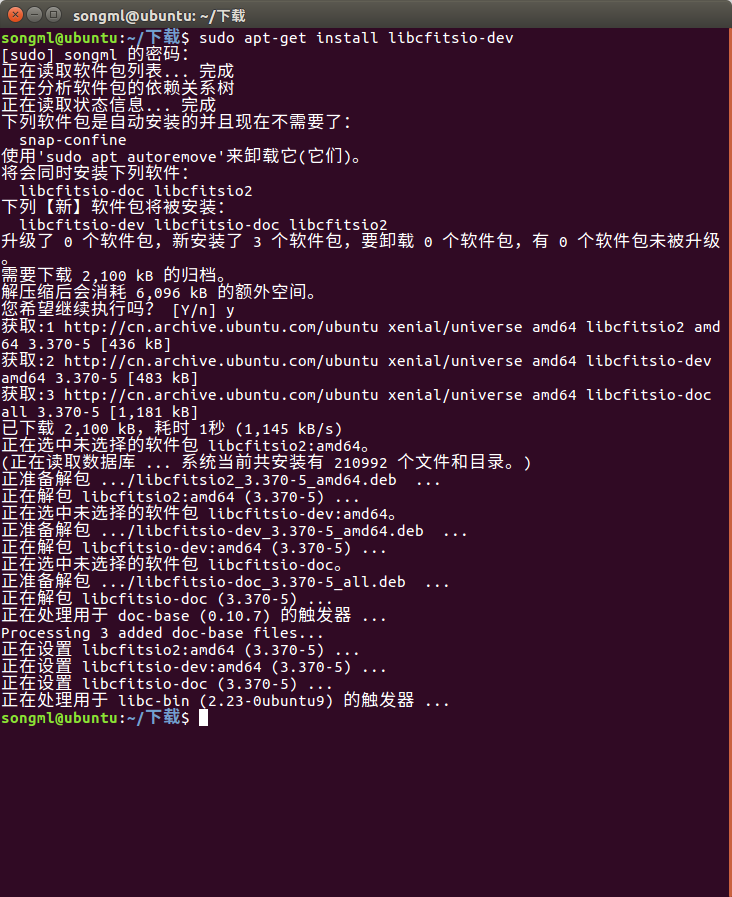 songml@ubuntu: ~/下载
songml@ubuntu:~/下载$ sudo apt-get install libcfitsio-dev
[sudo] songml 的密码：
正在读取软件包列表... 完成
正在分析软件包的依赖关系树
正在读取状态信息... 完成
下列软件包是自动安装的并且现在不需要了：
  snap-confine
使用'sudo apt autoremove'来卸载它(它们)。
将会同时安装下列软件：
  libcfitsio-doc libcfitsio2
下列【新】软件包将被安装：
  libcfitsio-dev libcfitsio-doc libcfitsio2
升级了 0 个软件包，新安装了 3 个软件包，要卸载 0 个软件包，有 0 个软件包未被升级
。
需要下载 2,100 kB 的归档。
解压缩后会消耗 6,096 kB 的额外空间。
您希望继续执行吗？ [Y/n] y
获取:1 http://cn.archive.ubuntu.com/ubuntu xenial/universe amd64 libcfitsio2 amd
64 3.370-5 [436 kB]
获取:2 http://cn.archive.ubuntu.com/ubuntu xenial/universe amd64 libcfitsio-dev
amd64 3.370-5 [483 kB]
获取:3 http://cn.archive.ubuntu.com/ubuntu xenial/universe amd64 libcfitsio-doc
all 3.370-5 [1,181 kB]
已下载 2,100 kB，耗时 1秒 (1,145 kB/s)
正在选中未选择的软件包 libcfitsio2:amd64。
(正在读取数据库 ... 系统当前共安装有 210992 个文件和目录。)
正准备解包 .../libcfitsio2_3.370-5_amd64.deb  ...
正在解包 libcfitsio2:amd64 (3.370-5) ...
正在选中未选择的软件包 libcfitsio-dev:amd64。
正准备解包 .../libcfitsio-dev_3.370-5_amd64.deb  ...
正在解包 libcfitsio-dev:amd64 (3.370-5) ...
正在选中未选择的软件包 libcfitsio-doc。
正准备解包 .../libcfitsio-doc_3.370-5_all.deb  ...
正在解包 libcfitsio-doc (3.370-5) ...
正在处理用于 doc-base (0.10.7) 的触发器 ...
Processing 3 added doc-base files...
正在设置 libcfitsio2:amd64 (3.370-5) ...
正在设置 libcfitsio-dev:amd64 (3.370-5) ...
正在设置 libcfitsio-doc (3.370-5) ...
正在处理用于 libc-bin (2.23-0ubuntu9) 的触发器 ...
songml@ubuntu:~/下载$